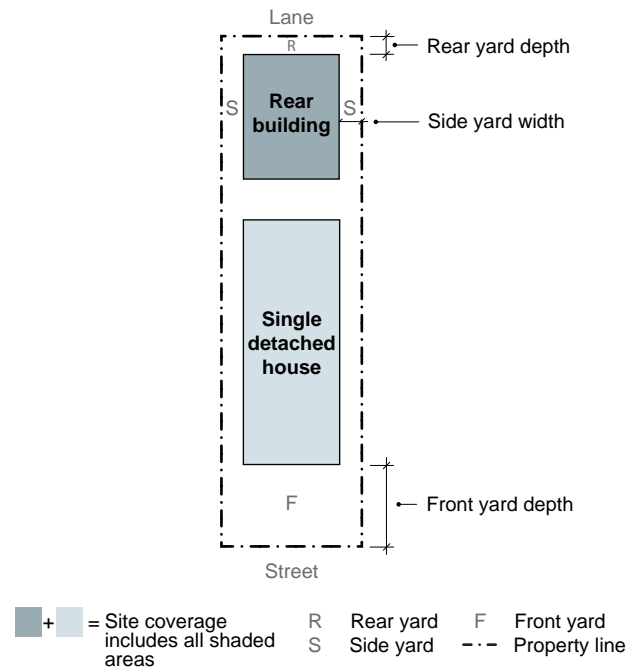 Lane
R
Rear yard depth
S
Rear
building
S
Side yard width
Single
detached
house
F
Front yard depth
Street
+ = Site coverage
includes all shaded
areas
R Rear yard
S Side yard
F Front yard
Property line